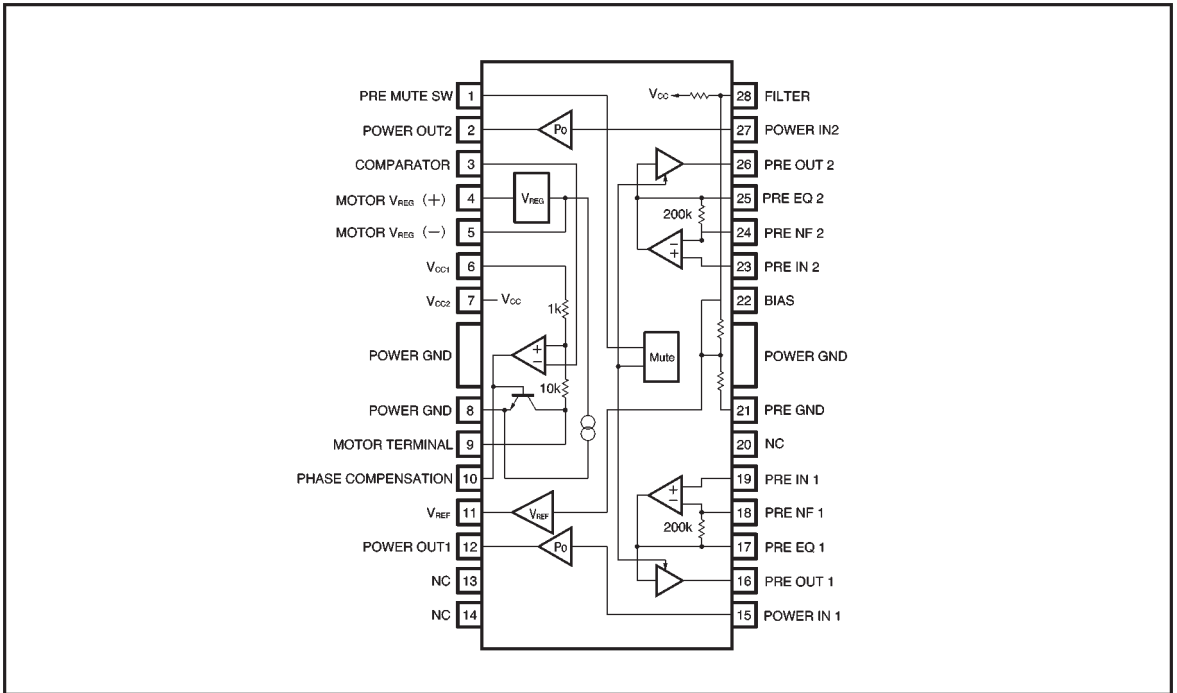 PRE MUTE SW 1
POWER OUT2 2
COMPARATOR 3
MOTOR VREG (+) 4
MOTOR VREG (−) 5
VCC1 6
VCC2 7
POWER GND
POWER GND 8
MOTOR TERMINAL 9
PHASE COMPENSATION 10
VREF 11
POWER OUT1 12
NC 13
NC 14
VCC
Po
VREG
VCC
1k
+
−
10k
VREF
Po
200k
−
+
Mute
+
−
200k
28 FILTER
27 POWER IN2
26 PRE OUT 2
25 PRE EQ 2
24 PRE NF 2
23 PRE IN 2
22 BIAS
POWER GND
21 PRE GND
20 NC
19 PRE IN 1
18 PRE NF 1
17 PRE EQ 1
16 PRE OUT 1
15 POWER IN 1